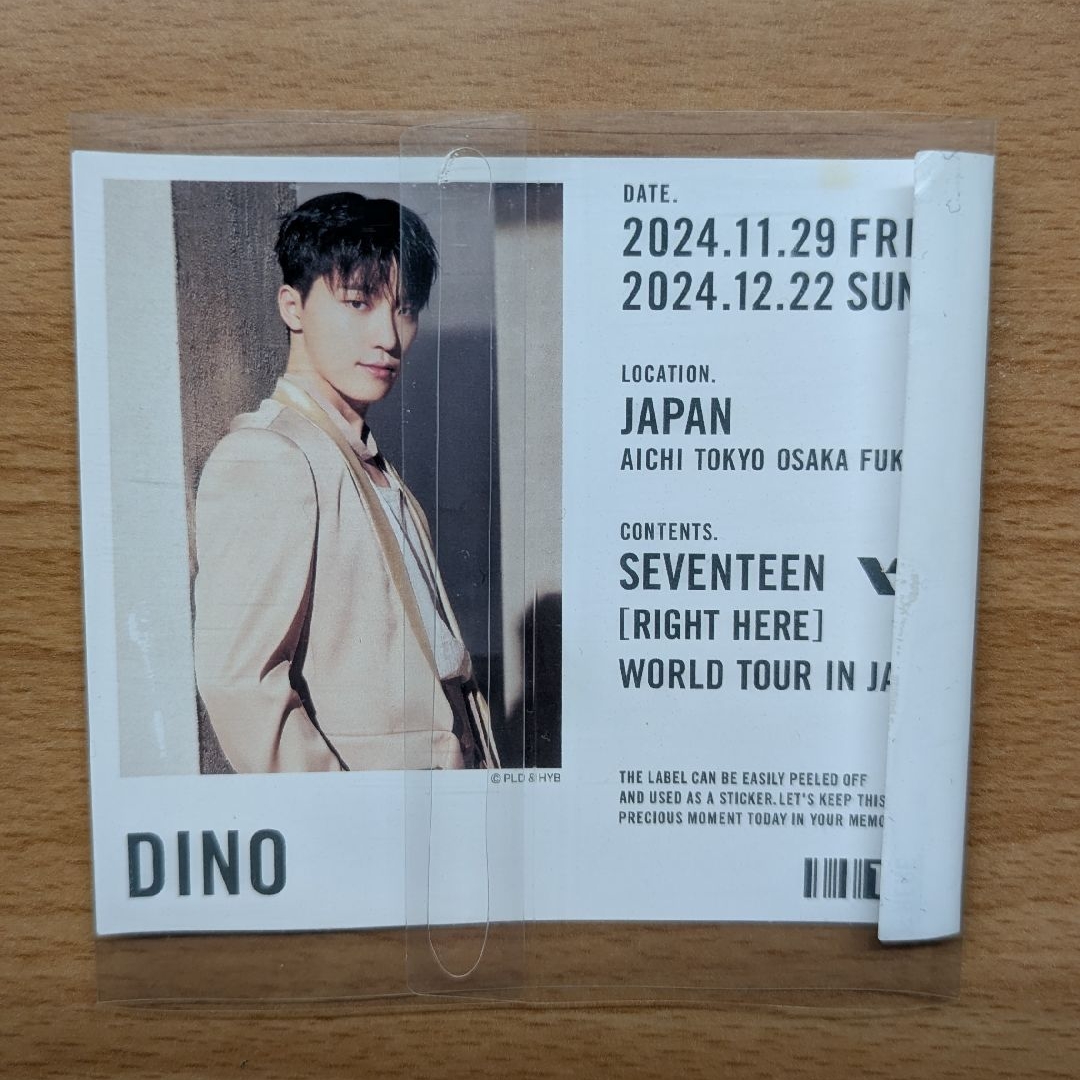 DATE.
2024.11.29 FRI
2024.12.22 SUN
LOCATION.
JAPAN
AICHI TOKYO OSAKA FUK
CONTENTS.
SEVENTEEN
[RIGHT HERE]
WORLD TOUR IN JA
© PLD & HYB
THE LABEL CAN BE EASILY PEELED OFF
AND USED AS A STICKER. LET'S KEEP THIS
PRECIOUS MOMENT TODAY IN YOUR MEMO
DINO